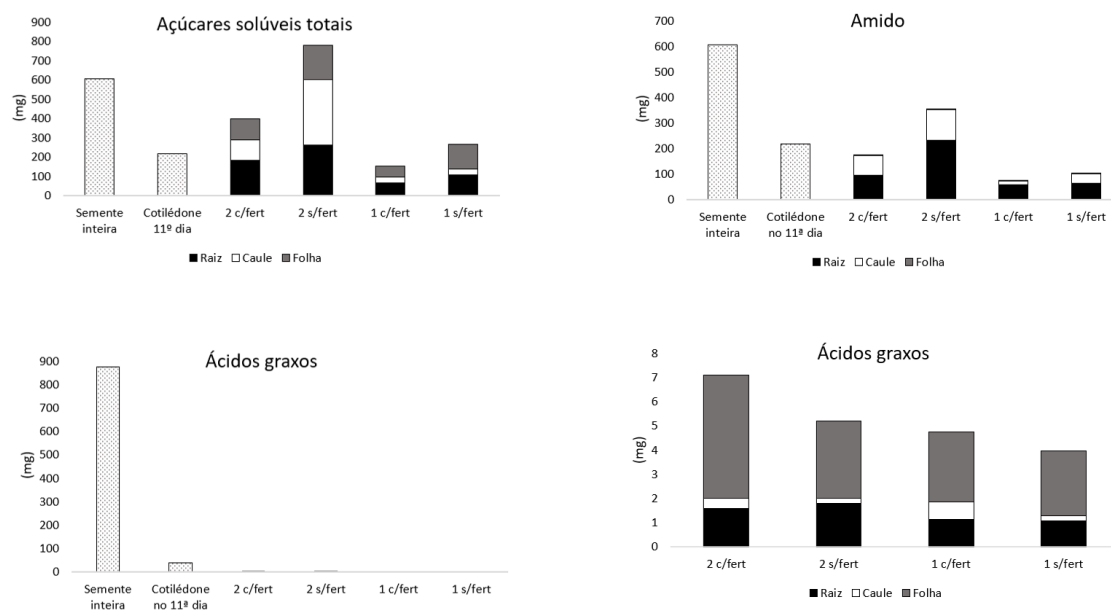 Açúcares solúveis totais
900
800
700
600
500
400
300
200
100
0
(mg)
Semente inteira
Cotilédone 11º dia
2 c/fert
2 s/fert
1 c/fert
1 s/fert
Raiz Caule Folha
Amido
700
600
500
400
300
200
100
0
(mg)
Semente inteira
Cotilédone no 11ª dia
2 c/fert
2 s/fert
1 c/fert
1 s/fert
Raiz Caule Folha
Ácidos graxos
900
800
700
600
500
400
300
200
100
0
(mg)
Semente inteira
Cotilédone no 11ª dia
2 c/fert
2 s/fert
1 c/fert
1 s/fert
Ácidos graxos
8
7
6
5
4
3
2
1
0
(mg)
2 c/fert
2 s/fert
1 c/fert
1 s/fert
Raiz Caule Folha